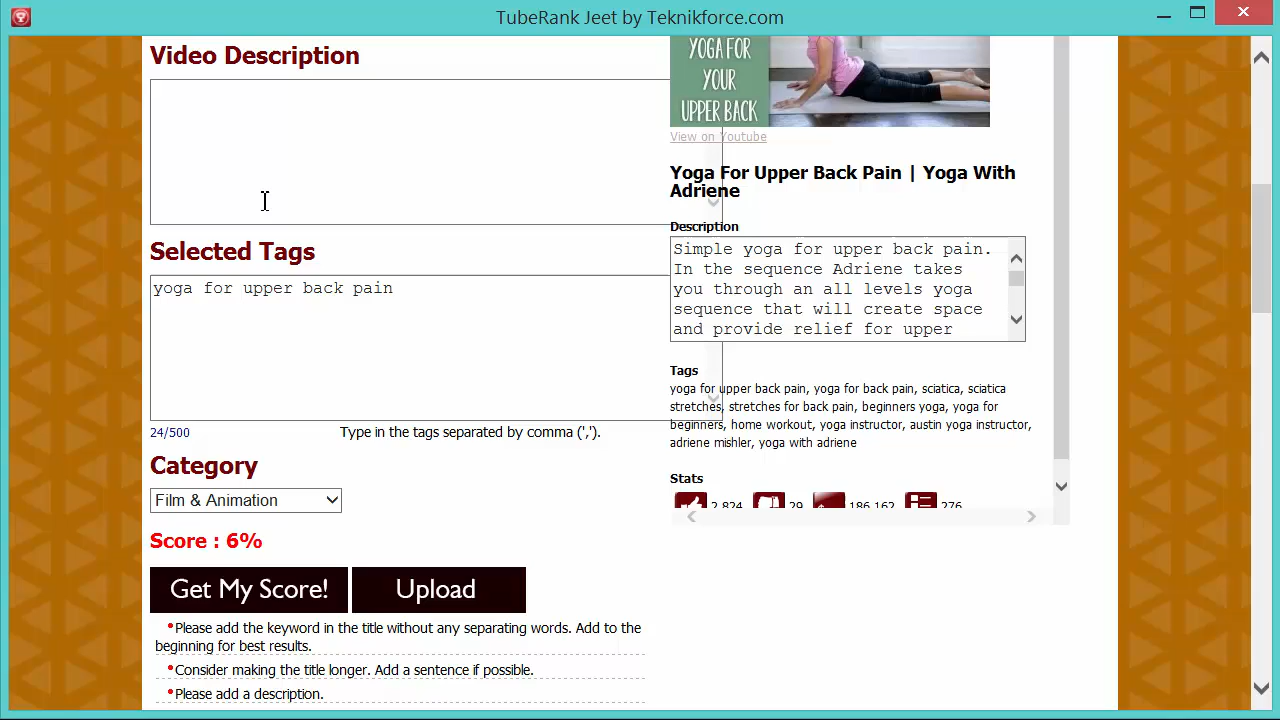 TubeRank Jeet by Teknikforce.com
Video Description
Selected Tags
yoga for upper back pain
24/500
Type in the tags separated by comma (',').
Category
Film & Animation
Score : 6%
Get My Score!
Upload
•Please add the keyword in the title without any separating words. Add to the
beginning for best results.
•Consider making the title longer. Add a sentence if possible.
•Please add a description.
YOGA FOR
YOUR
UPPER BACK
View on Youtube
Yoga For Upper Back Pain | Yoga With
Adriene
Description
Simple yoga for upper back pain.
In the sequence Adriene takes
you through an all levels yoga
sequence that will create space
and provide relief for upper
Tags
yoga for upper back pain, yoga for back pain, sciatica, sciatica
stretches, stretches for back pain, beginners yoga, yoga for
beginners, home workout, yoga instructor, austin yoga instructor,
adriene mishler, yoga with adriene
Stats
2,824 29 186,162 276